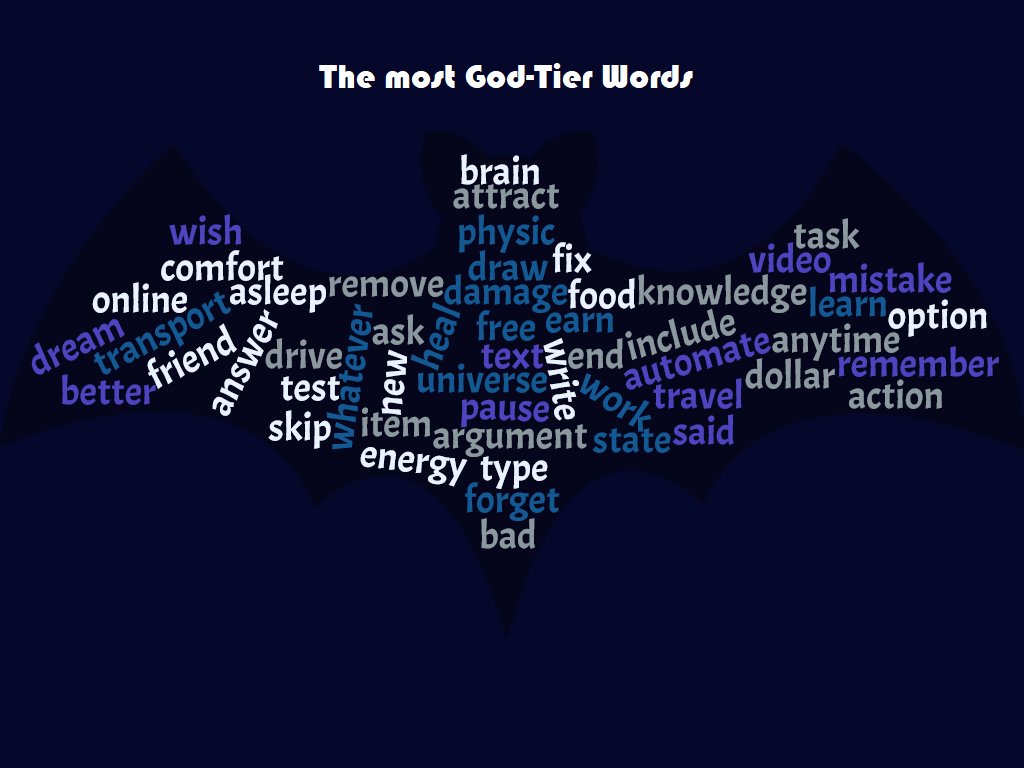 The most God-Tier Words
brain
attract
wish
physic
task
comfort
draw
fix
video
online
asleep
remove
damage
food
knowledge
mistake
dream
transport
friend
answer
drive
whatever
ask
heal
free
earn
include
learn
option
better
test
new
text
write
end
automate
anytime
remember
universe
work
travel
dollar
action
skip
item
pause
argument
state
said
energy
type
forget
bad